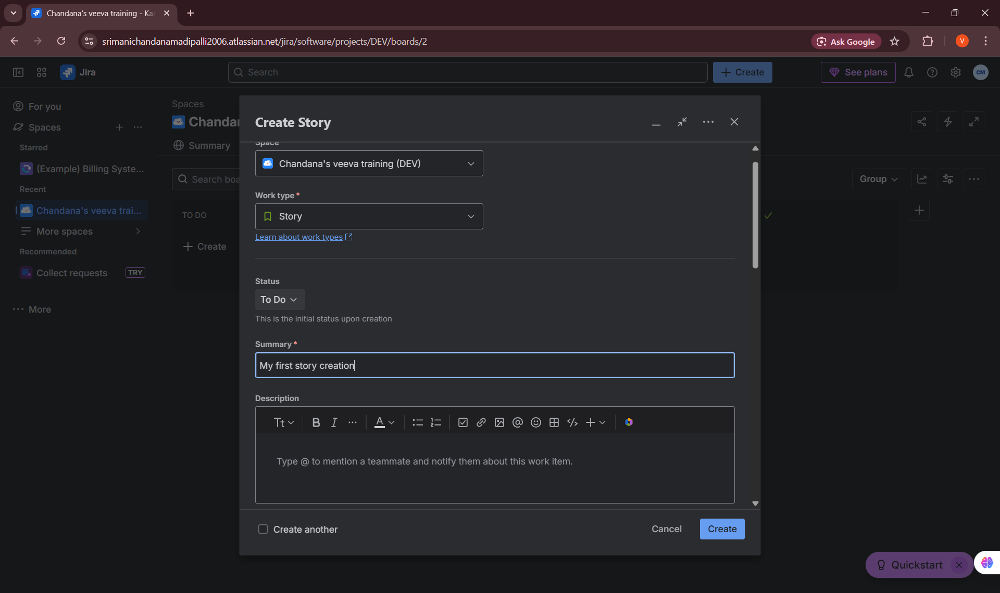 Chandana's veeva training - Kan
srimanichandanamadipalli2006.atlassian.net/jira/software/projects/DEV/boards/2
Ask Google
V
Jira
Search
Create
See plans
CM
For you
Spaces
Starred
(Example) Billing Syste...
Recent
Chandana's veeva trai...
More spaces
Recommended
Collect requests
TRY
More
Spaces
Chandan
Summary
Search boa
TO DO
Create
Group
Create Story
Space
Chandana's veeva training (DEV)
Work type *
Story
Learn about work types
Status
To Do
This is the initial status upon creation
Summary *
My first story creation
Description
Tt
B I ... A
Type @ to mention a teammate and notify them about this work item.
Create another
Cancel
Create
Quickstart